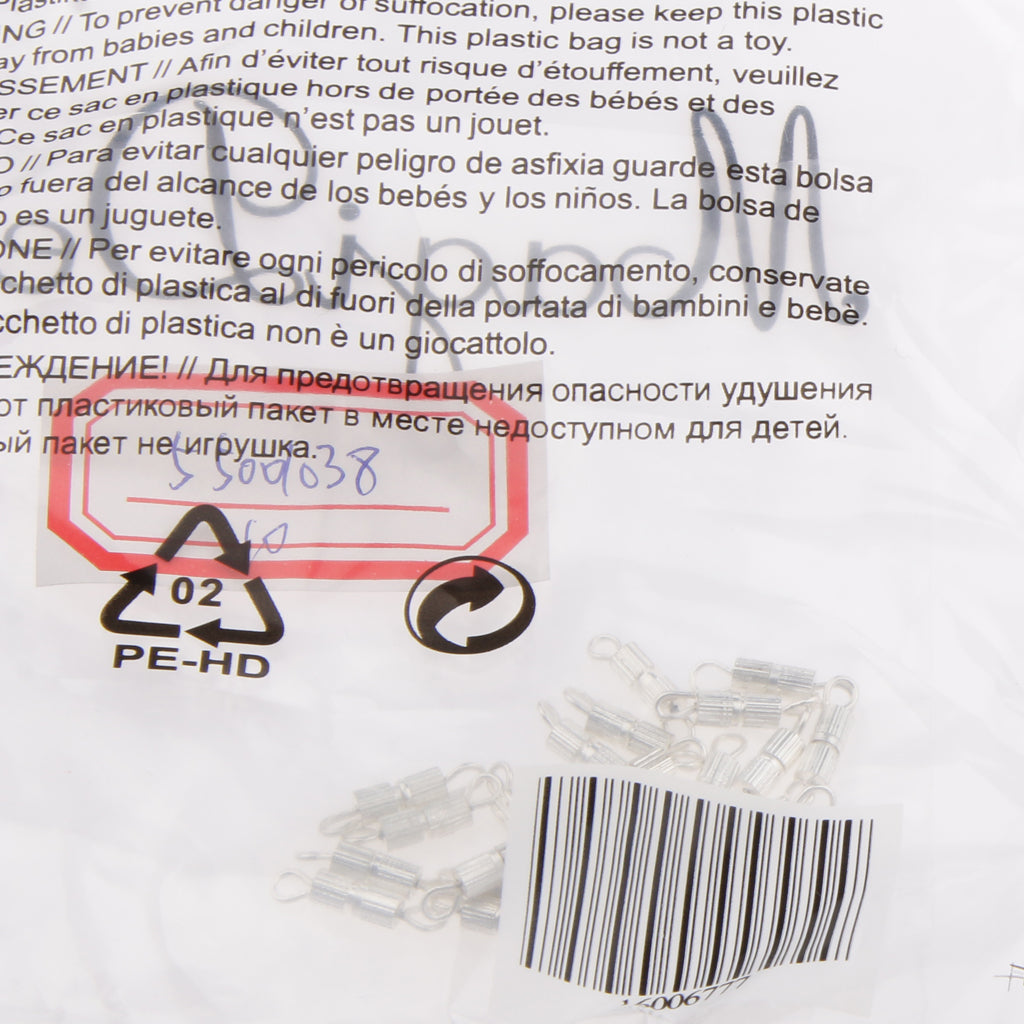 NG // To prevent danger of suffocation, please keep this plastic
ay from babies and children. This plastic bag is not a toy.
SSEMENT // Afin d'éviter tout risque d'étouffement, veuillez
er ce sac en plastique hors de portée des bébés et des
Ce sac en plastique n'est pas un jouet.
O // Para evitar cualquier peligro de asfixia guarde esta bolsa
o fuera del alcance de los bebés y los niños. La bolsa de
o es un juguete.
ONE // Per evitare ogni pericolo di soffocamento, conservate
cchetto di plastica al di fuori della portata di bambini e bebè.
cchetto di plastica non è un giocattolo.
ЕЖДЕНИЕ! // Для предотвращения опасности удушения
от пластиковый пакет в месте недоступном для детей.
ый пакет не игрушка.
5509038
10
02
PE-HD